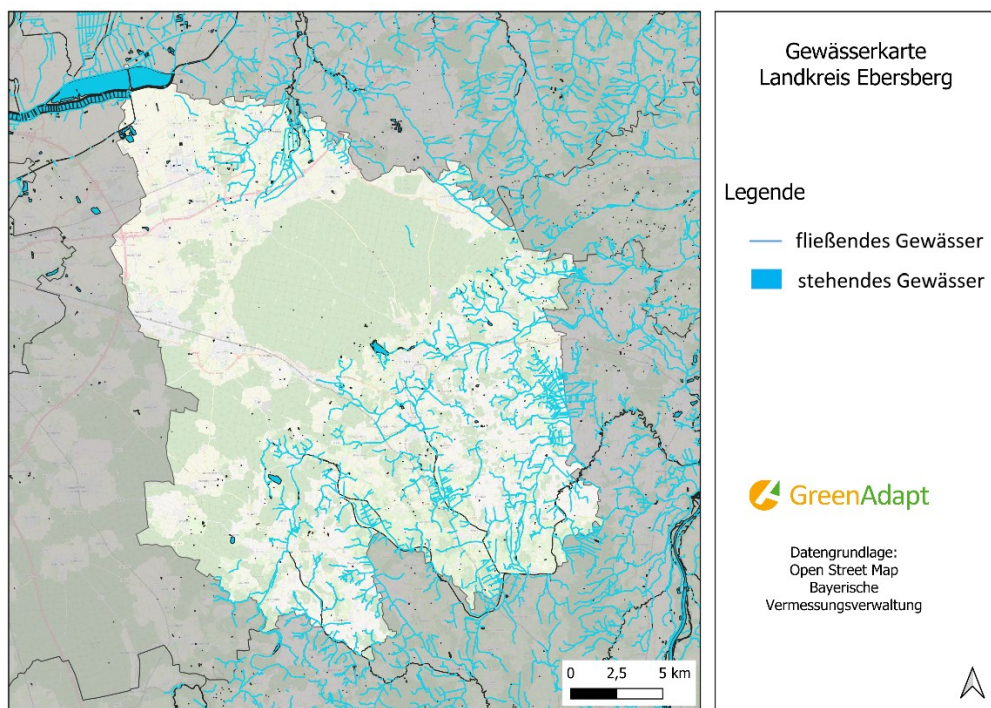 Gewässerkarte
Landkreis Ebersberg
Legende
fließendes Gewässer
stehendes Gewässer
GreenAdapt
Datengrundlage:
Open Street Map
Bayerische
Vermessungsverwaltung
0 2,5 5 km